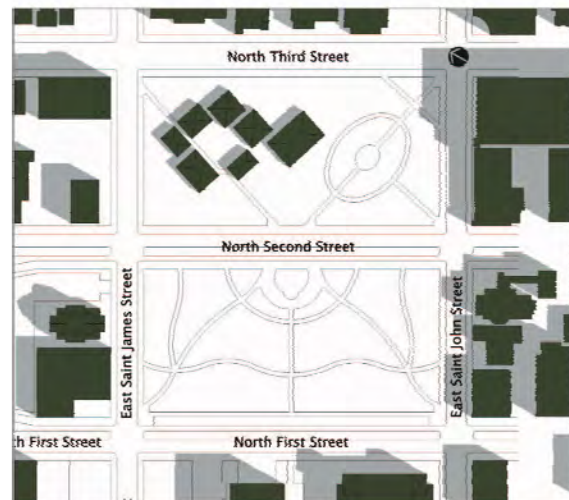 North Third Street
North Second Street
East Saint James Street
East Saint John Street
th First Street
North First Street